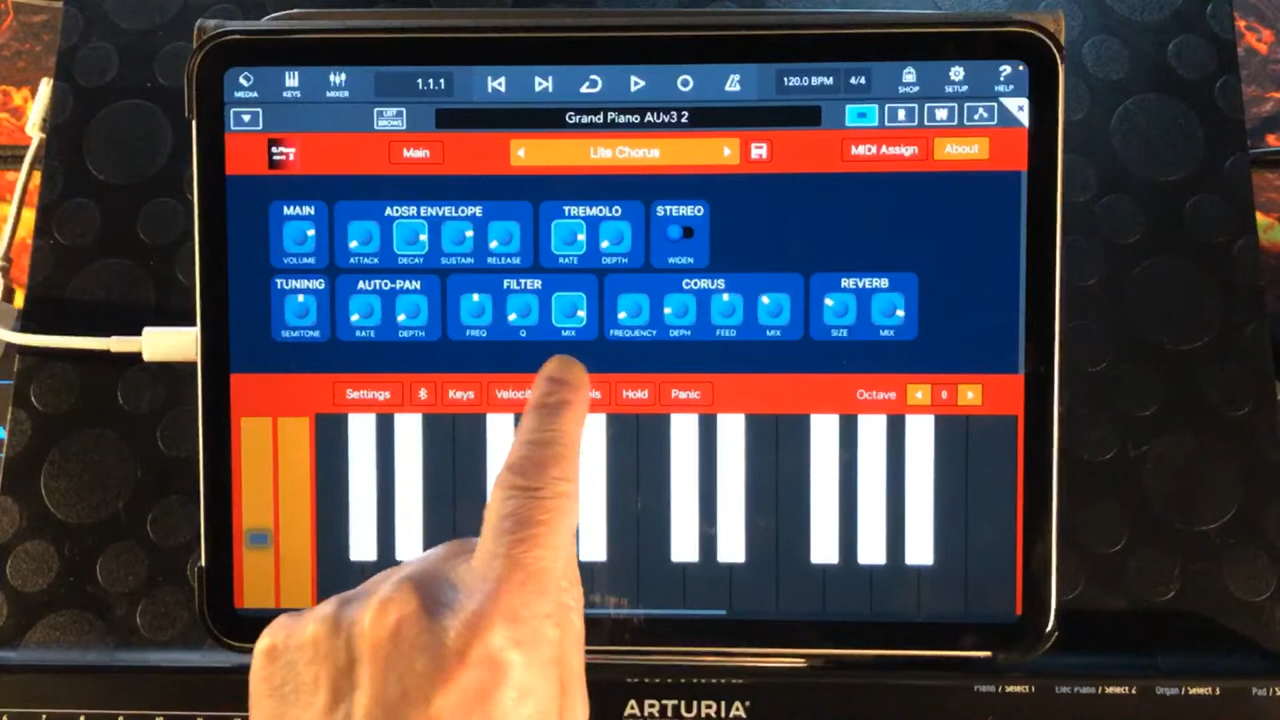 MEDIA KEYS MIXER 1.1.1 120.0 BPM 4/4 SHOP SETUP HELP
LIST BROWS Grand Piano AUv3 2 R W
Main Lite Chorus MIDI Assign About
MAIN ADSR ENVELOPE TREMOLO STEREO
VOLUME ATTACK DECAY SUSTAIN RELEASE RATE DEPTH WIDEN
TUNINIG AUTO-PAN FILTER CORUS REVERB
SEMITONE RATE DEPTH FREQ Q MIX FREQUENCY DEPH FEED MIX SIZE MIX
Settings Keys Hold Panic Octave 0
Piano / Select 1 Elec Piano / Select 2 Organ / Select 3 Pad /
ARTURIA